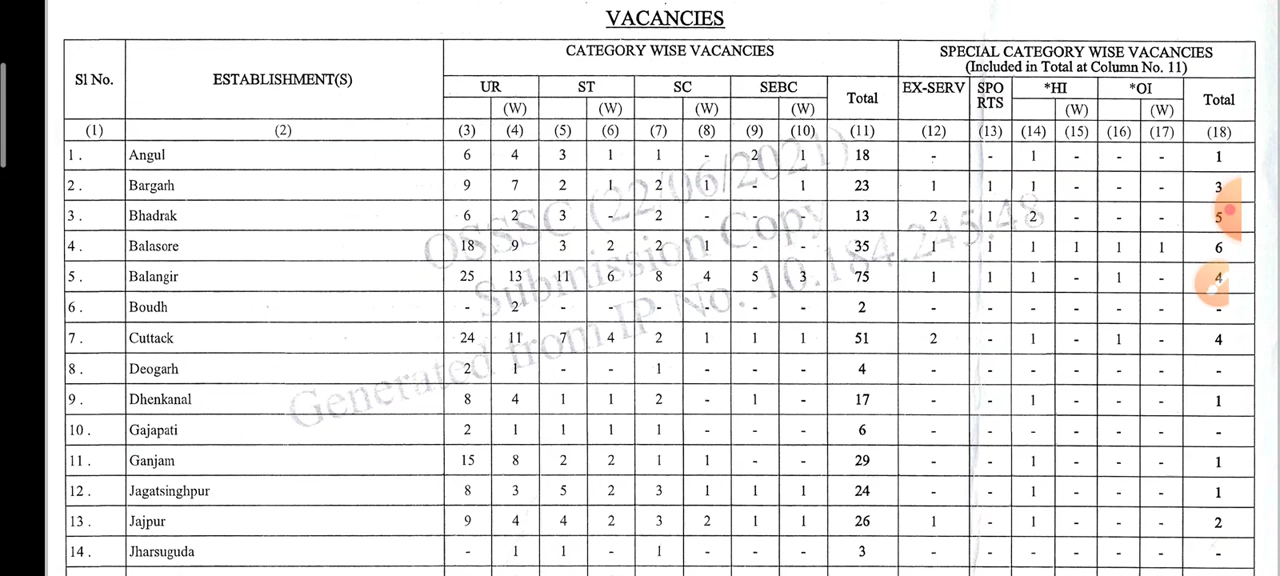 VACANCIES
Sl No. ESTABLISHMENT(S) CATEGORY WISE VACANCIES SPECIAL CATEGORY WISE VACANCIES
(Included in Total at Column No. 11)
UR ST SC SEBC Total EX-SERV SPO RTS *HI *OI Total
(W) (W) (W) (W) (W) (W)
(1) (2) (3) (4) (5) (6) (7) (8) (9) (10) (11) (12) (13) (14) (15) (16) (17) (18)
1. Angul 6 4 3 1 1 - 2 1 18 - - 1 - - - 1
2. Bargarh 9 7 2 1 2 1 - 1 23 1 1 1 - - - 3
3. Bhadrak 6 2 3 - 2 - - - 13 2 1 2 - - - 5
4. Balasore 18 9 3 2 2 1 - - 35 1 1 1 1 1 1 6
5. Balangir 25 13 11 6 8 4 5 3 75 1 1 1 - 1 - 4
6. Boudh - 2 - - - - - - 2 - - - - - - -
7. Cuttack 24 11 7 4 2 1 1 1 51 2 - 1 - 1 - 4
8. Deogarh 2 1 - - 1 - - - 4 - - - - - - -
9. Dhenkanal 8 4 1 1 2 - 1 - 17 - - 1 - - - 1
10. Gajapati 2 1 1 1 1 - - - 6 - - - - - - -
11. Ganjam 15 8 2 2 1 1 - - 29 - - 1 - - - 1
12. Jagatsinghpur 8 3 5 2 3 1 1 1 24 - - 1 - - - 1
13. Jajpur 9 4 4 2 3 2 1 1 26 1 - 1 - - - 2
14. Jharsuguda - 1 1 - 1 - - - 3 - - - - - - -
OSSSC (22/06/2021)
Submission Copy
Generated from IP No. 10.184.245.48